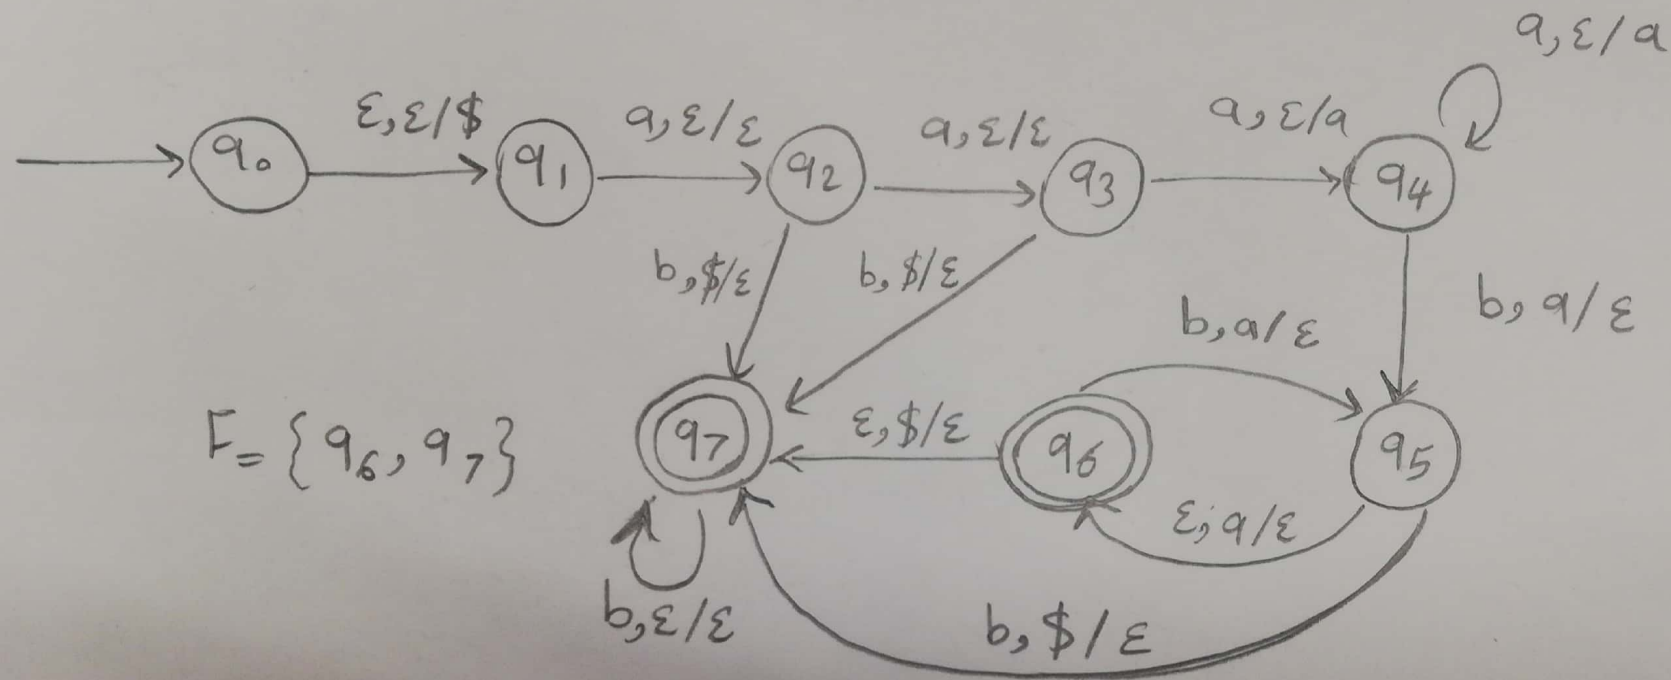 a, ε/a
ε, ε/$
a, ε/ε
a, ε/ε
a, ε/a
q0
q1
q2
q3
q4
b, $/ε
b, $/ε
b, a/ε
b, a/ε
F = {q6, q7}
q7
ε, $/ε
q6
q5
ε, a/ε
b, ε/ε
b, $/ε